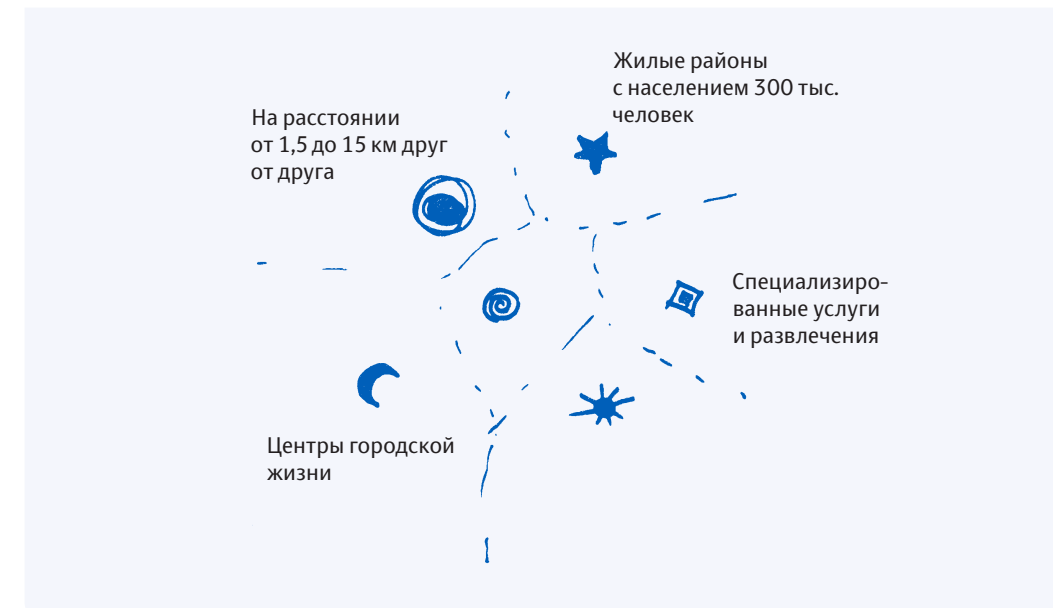 Жилые районы
с населением 300 тыс.
человек
На расстоянии
от 1,5 до 15 км друг
от друга
Специализиро-
ванные услуги
и развлечения
Центры городской
жизни